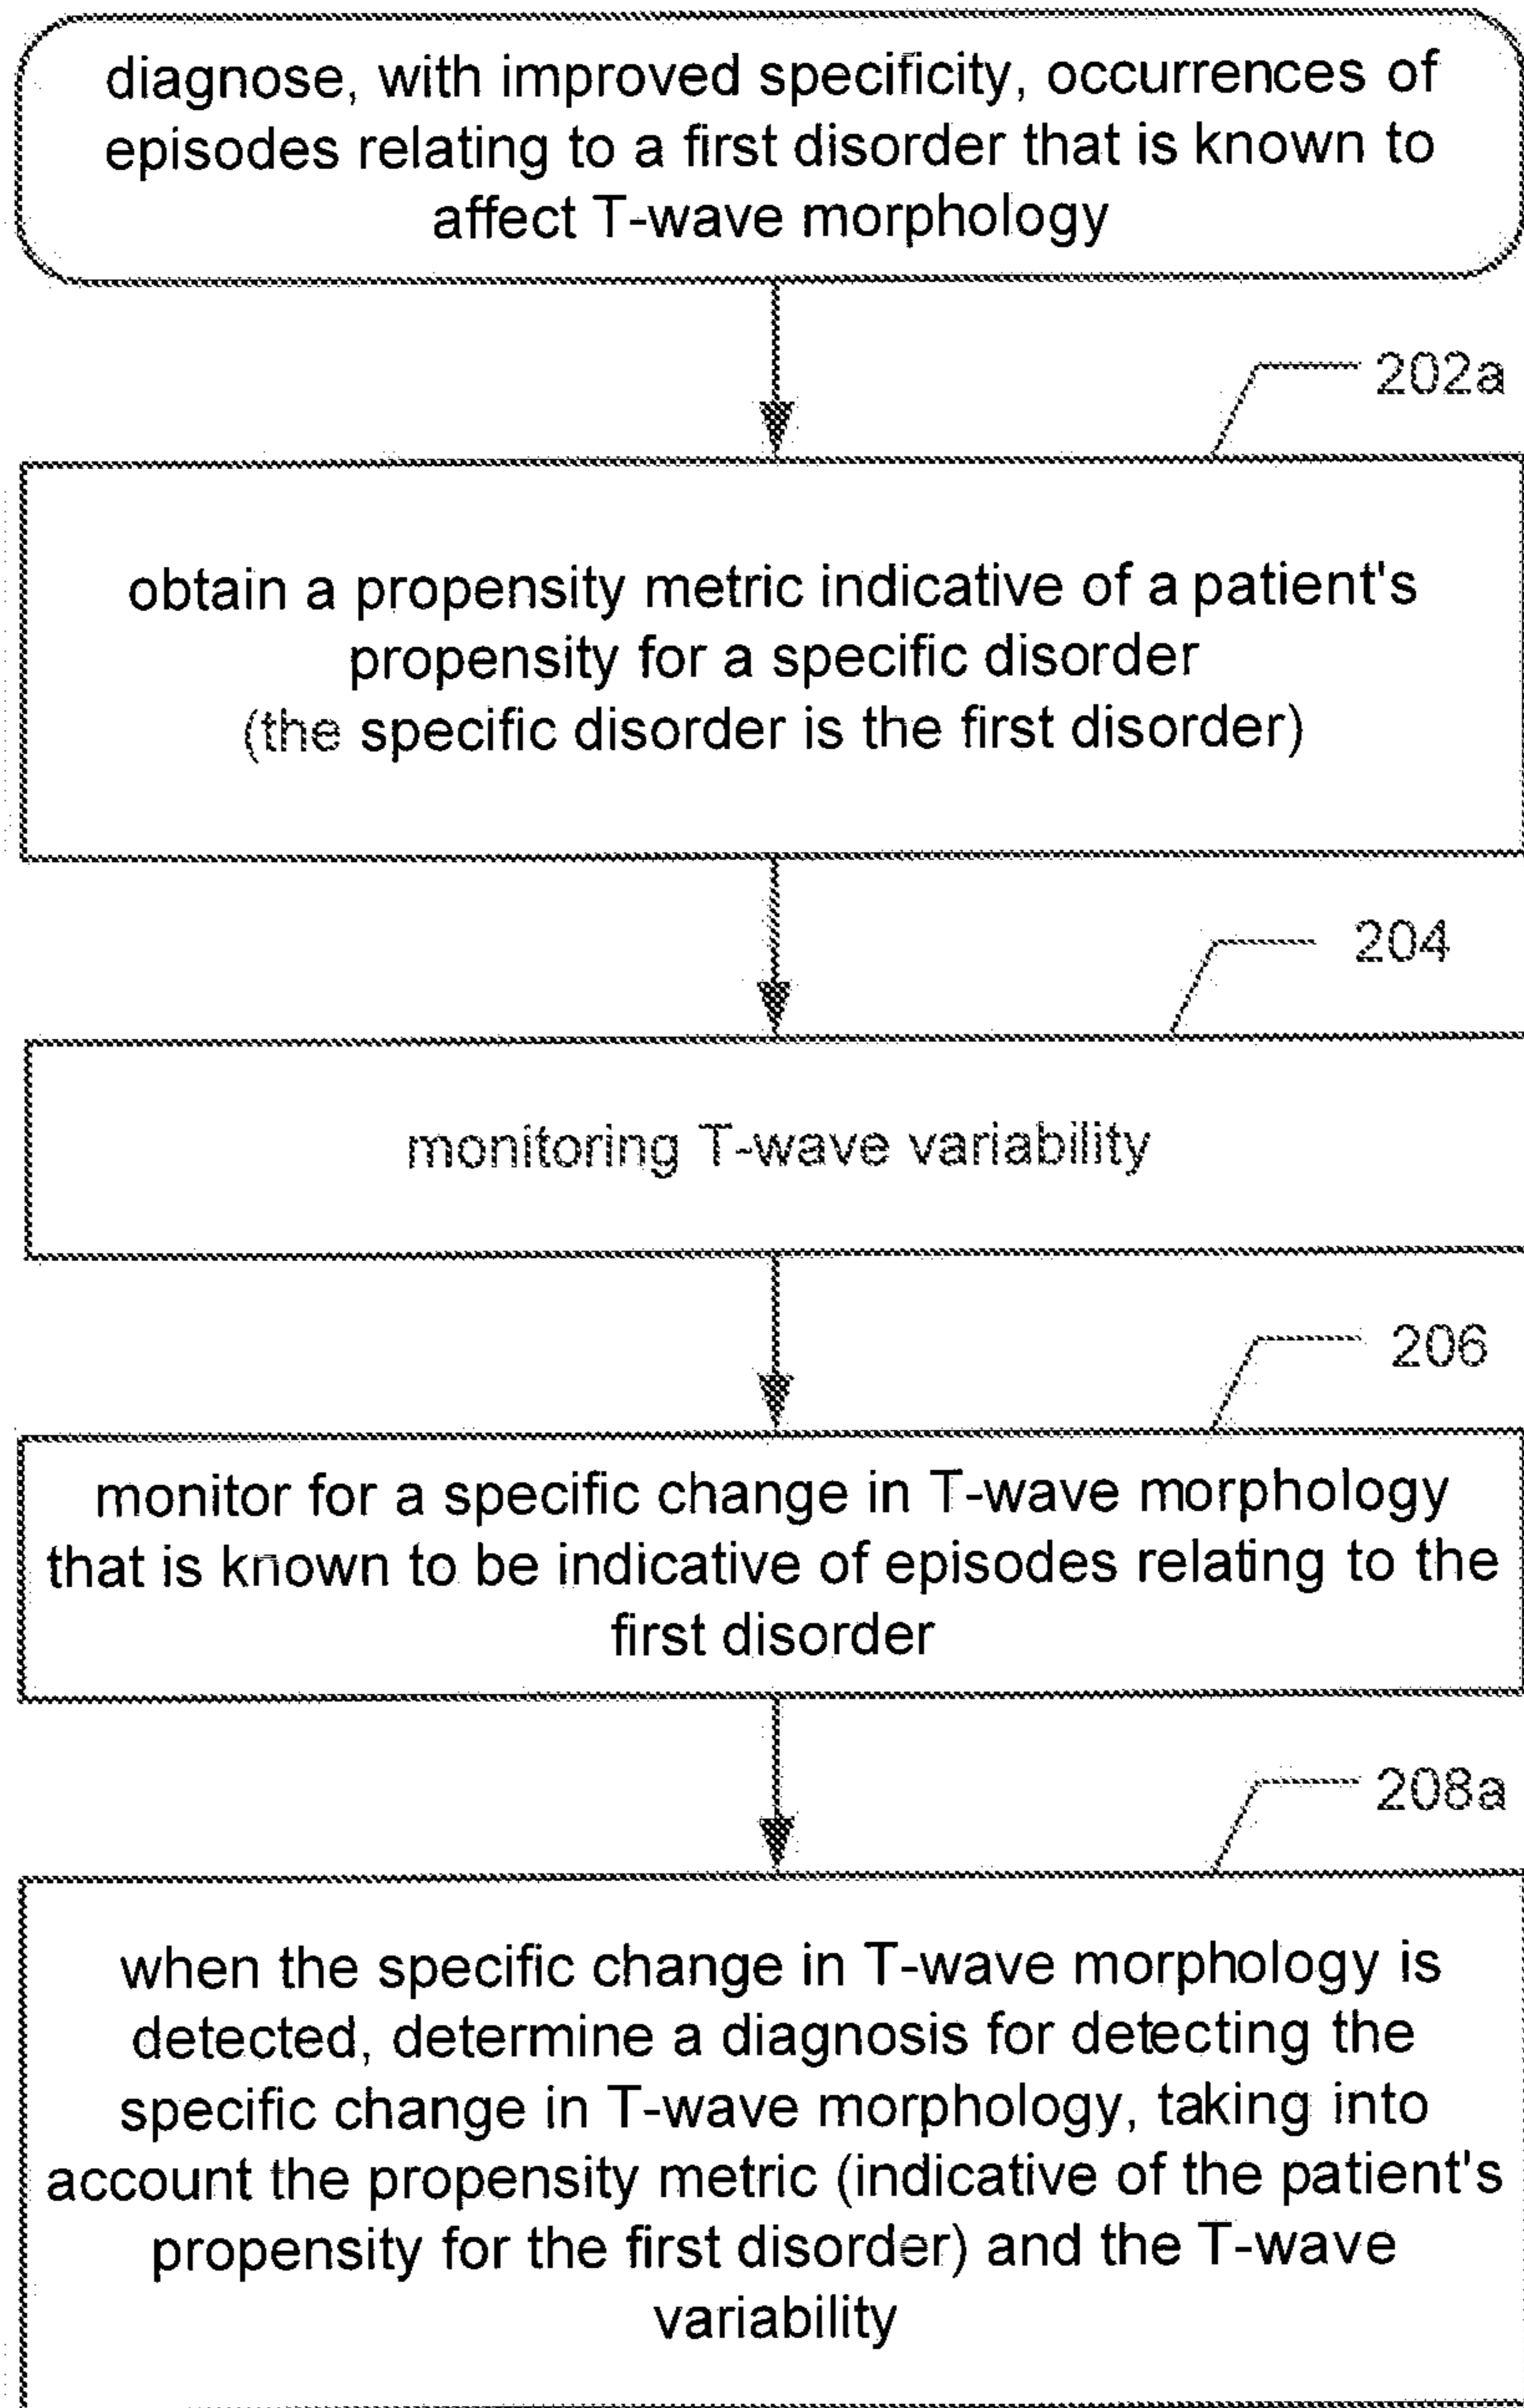 diagnose, with improved specificity, occurrences of
episodes relating to a first disorder that is known to
affect T-wave morphology
202a
obtain a propensity metric indicative of a patient's
propensity for a specific disorder
(the specific disorder is the first disorder)
204
monitoring T-wave variability
206
monitor for a specific change in T-wave morphology
that is known to be indicative of episodes relating to the
first disorder
208a
when the specific change in T-wave morphology is
detected, determine a diagnosis for detecting the
specific change in T-wave morphology, taking into
account the propensity metric (indicative of the patient's
propensity for the first disorder) and the T-wave
variability